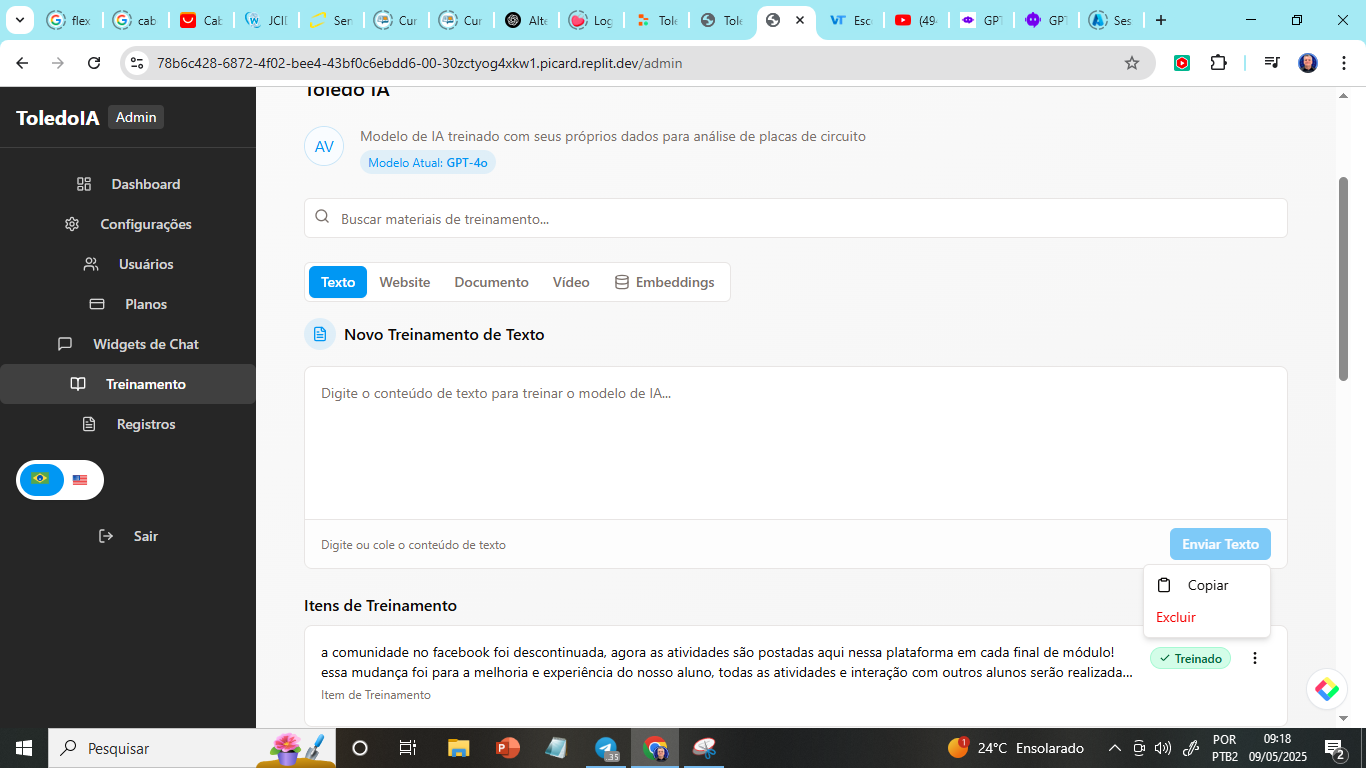 flex
cab
Cab
JCID
Sen
Cur
Cur
Alte
Log
Tole
Tole
Esc
(49
GPT
GPT
Ses
78b6c428-6872-4f02-bee4-43bf0c6ebdd6-00-30zctyog4xkw1.picard.replit.dev/admin
ToledoIA Admin
Dashboard
Configurações
Usuários
Planos
Widgets de Chat
Treinamento
Registros
Sair
Toledo IA
AV
Modelo de IA treinado com seus próprios dados para análise de placas de circuito
Modelo Atual: GPT-4o
Buscar materiais de treinamento...
Texto Website Documento Vídeo Embeddings
Novo Treinamento de Texto
Digite o conteúdo de texto para treinar o modelo de IA...
Digite ou cole o conteúdo de texto
Enviar Texto
Copiar
Excluir
Itens de Treinamento
a comunidade no facebook foi descontinuada, agora as atividades são postadas aqui nessa plataforma em cada final de módulo!
essa mudança foi para a melhoria e experiência do nosso aluno, todas as atividades e interação com outros alunos serão realizada...
Item de Treinamento
Treinado
Pesquisar
35
1
24°C Ensolarado
POR
PTB2
09:18
09/05/2025
2